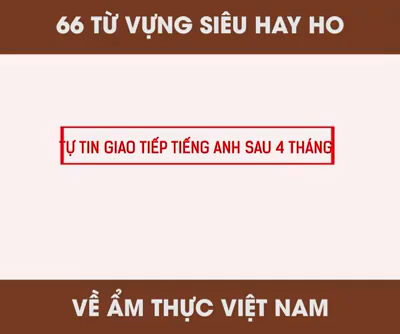 66 TỪ VỰNG SIÊU HAY HO
TỰ TIN GIAO TIẾP TIẾNG ANH SAU 4 THÁNG
VỀ ẨM THỰC VIỆT NAM